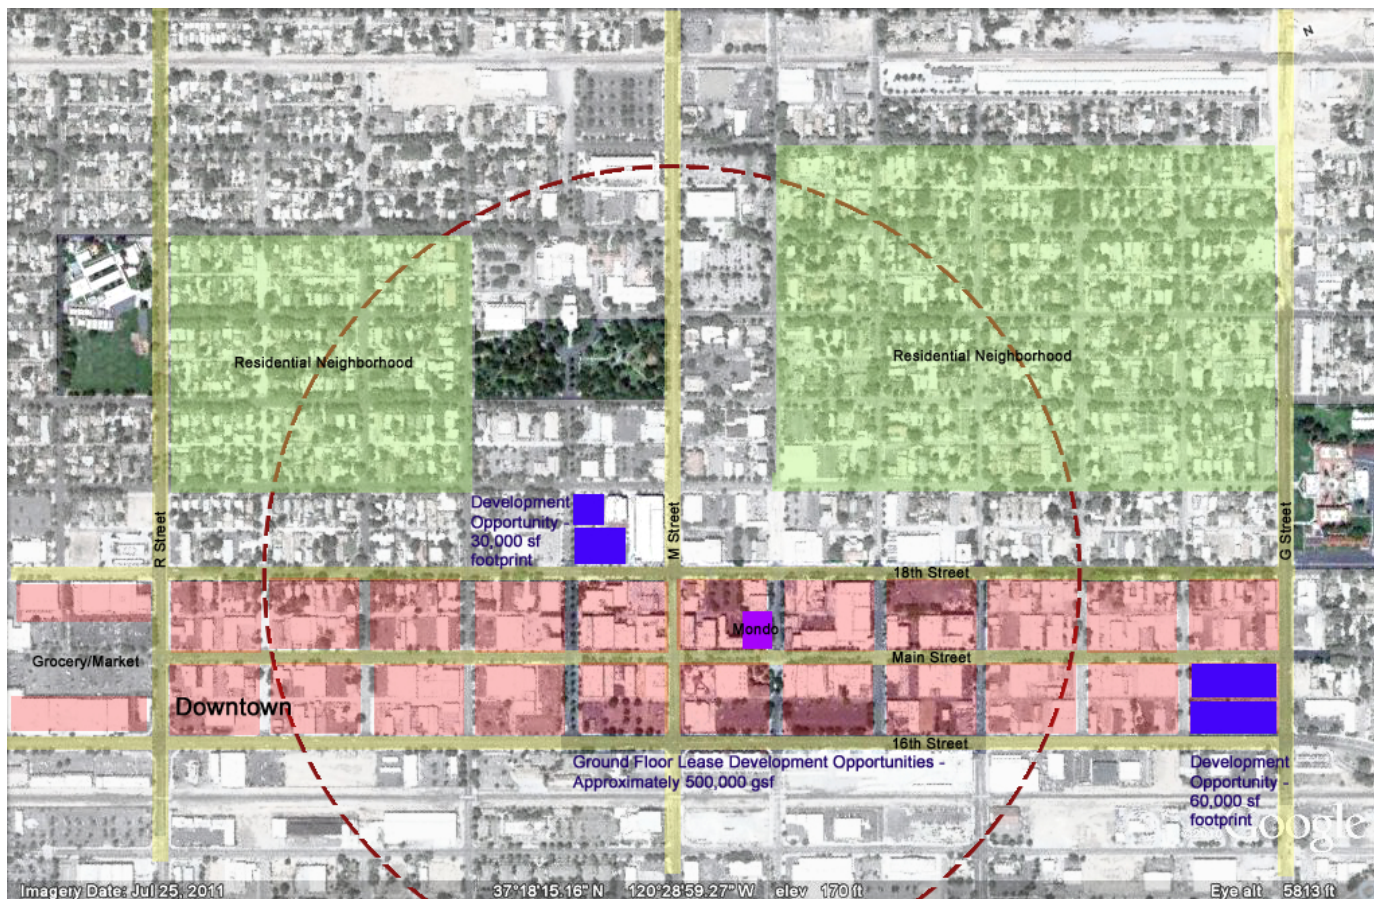 N
Residential Neighborhood
Residential Neighborhood
Development
Opportunity -
30,000 sf
footprint
R Street
M Street
G Street
18th Street
Mondo
Grocery/Market
Main Street
Downtown
16th Street
Ground Floor Lease Development Opportunities -
Approximately 500,000 gsf
Development
Opportunity -
60,000 sf
footprint
Google
Imagery Date: Jul 25, 2011
37°18'15.16" N 120°28'59.27" W elev 170 ft
Eye alt 5813 ft